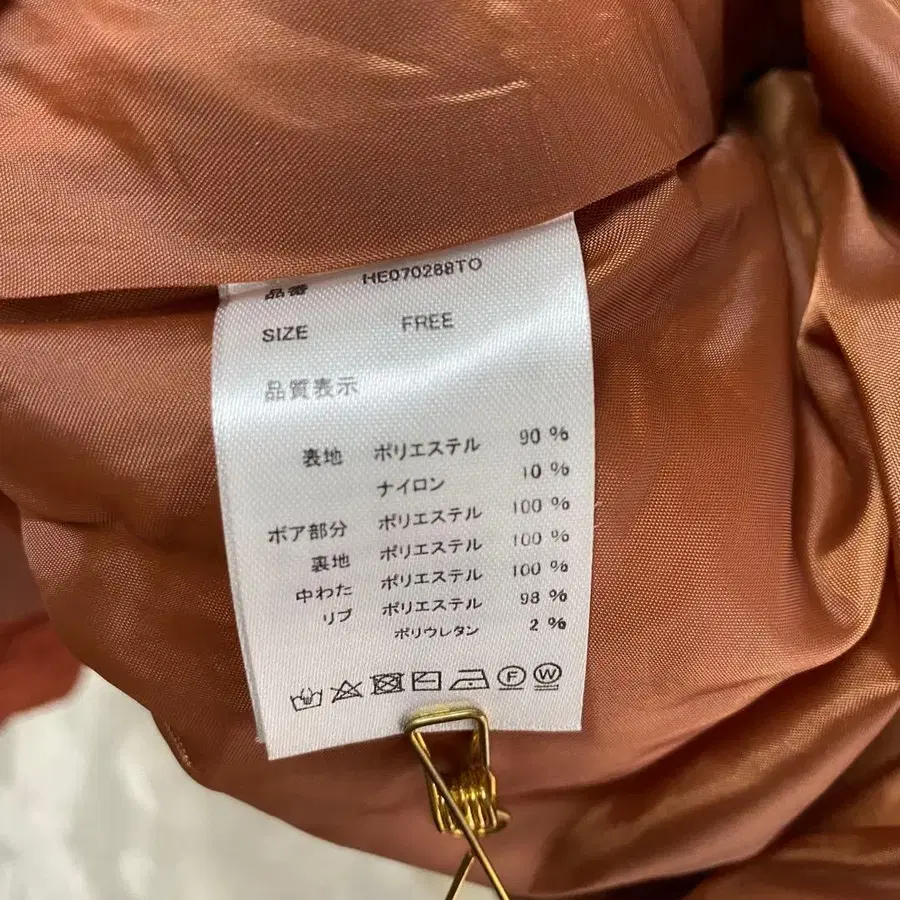 品番 HE070288TO
SIZE FREE
品質表示
表地 ポリエステル 90 %
ナイロン 10 %
ボア部分 ポリエステル 100 %
裏地 ポリエステル 100 %
中わた ポリエステル 100 %
リブ ポリエステル 98 %
ポリウレタン 2 %
F W